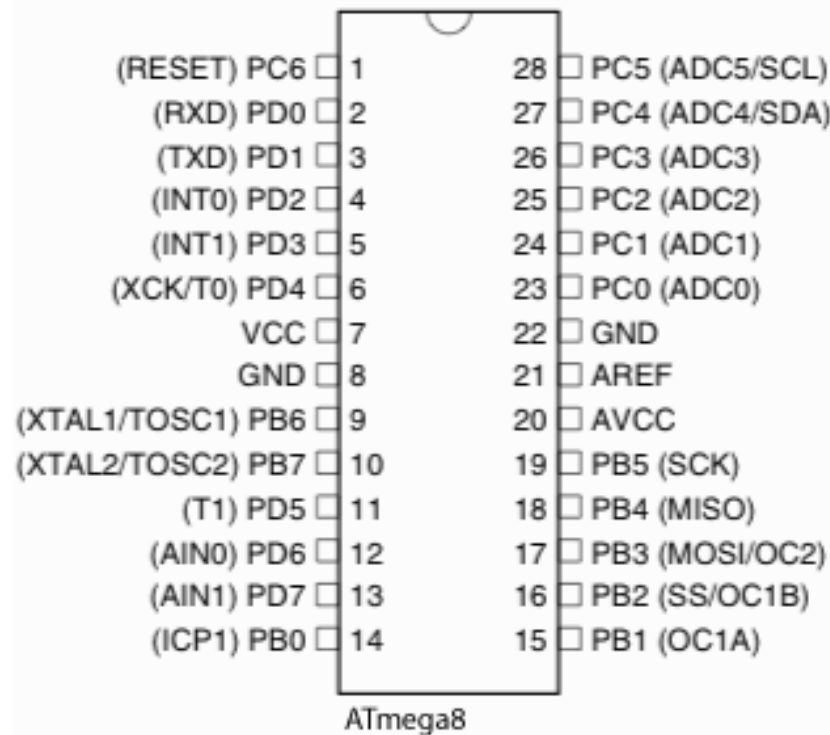 (RESET) PC6 1 28 PC5 (ADC5/SCL)
(RXD) PD0 2 27 PC4 (ADC4/SDA)
(TXD) PD1 3 26 PC3 (ADC3)
(INT0) PD2 4 25 PC2 (ADC2)
(INT1) PD3 5 24 PC1 (ADC1)
(XCK/T0) PD4 6 23 PC0 (ADC0)
VCC 7 22 GND
GND 8 21 AREF
(XTAL1/TOSC1) PB6 9 20 AVCC
(XTAL2/TOSC2) PB7 10 19 PB5 (SCK)
(T1) PD5 11 18 PB4 (MISO)
(AIN0) PD6 12 17 PB3 (MOSI/OC2)
(AIN1) PD7 13 16 PB2 (SS/OC1B)
(ICP1) PB0 14 15 PB1 (OC1A)
ATmega8